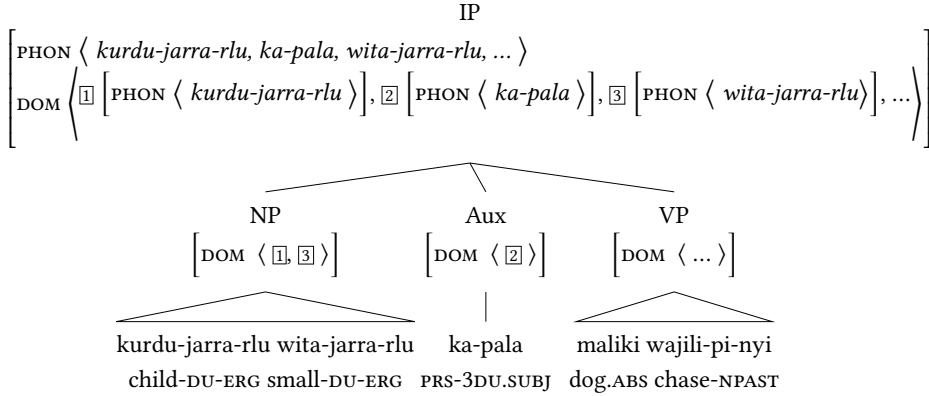 IP
PHON ⟨ kurdu-jarra-rlu, ka-pala, wita-jarra-rlu, … ⟩
DOM ⟨ 1 [PHON ⟨ kurdu-jarra-rlu ⟩], 2 [PHON ⟨ ka-pala ⟩], 3 [PHON ⟨ wita-jarra-rlu⟩], … ⟩
NP Aux VP
[DOM ⟨ 1, 3 ⟩] [DOM ⟨ 2 ⟩] [DOM ⟨ … ⟩]
kurdu-jarra-rlu wita-jarra-rlu ka-pala maliki wajili-pi-nyi
child-DU-ERG small-DU-ERG PRS-3DU.SUBJ dog.ABS chase-NPAST